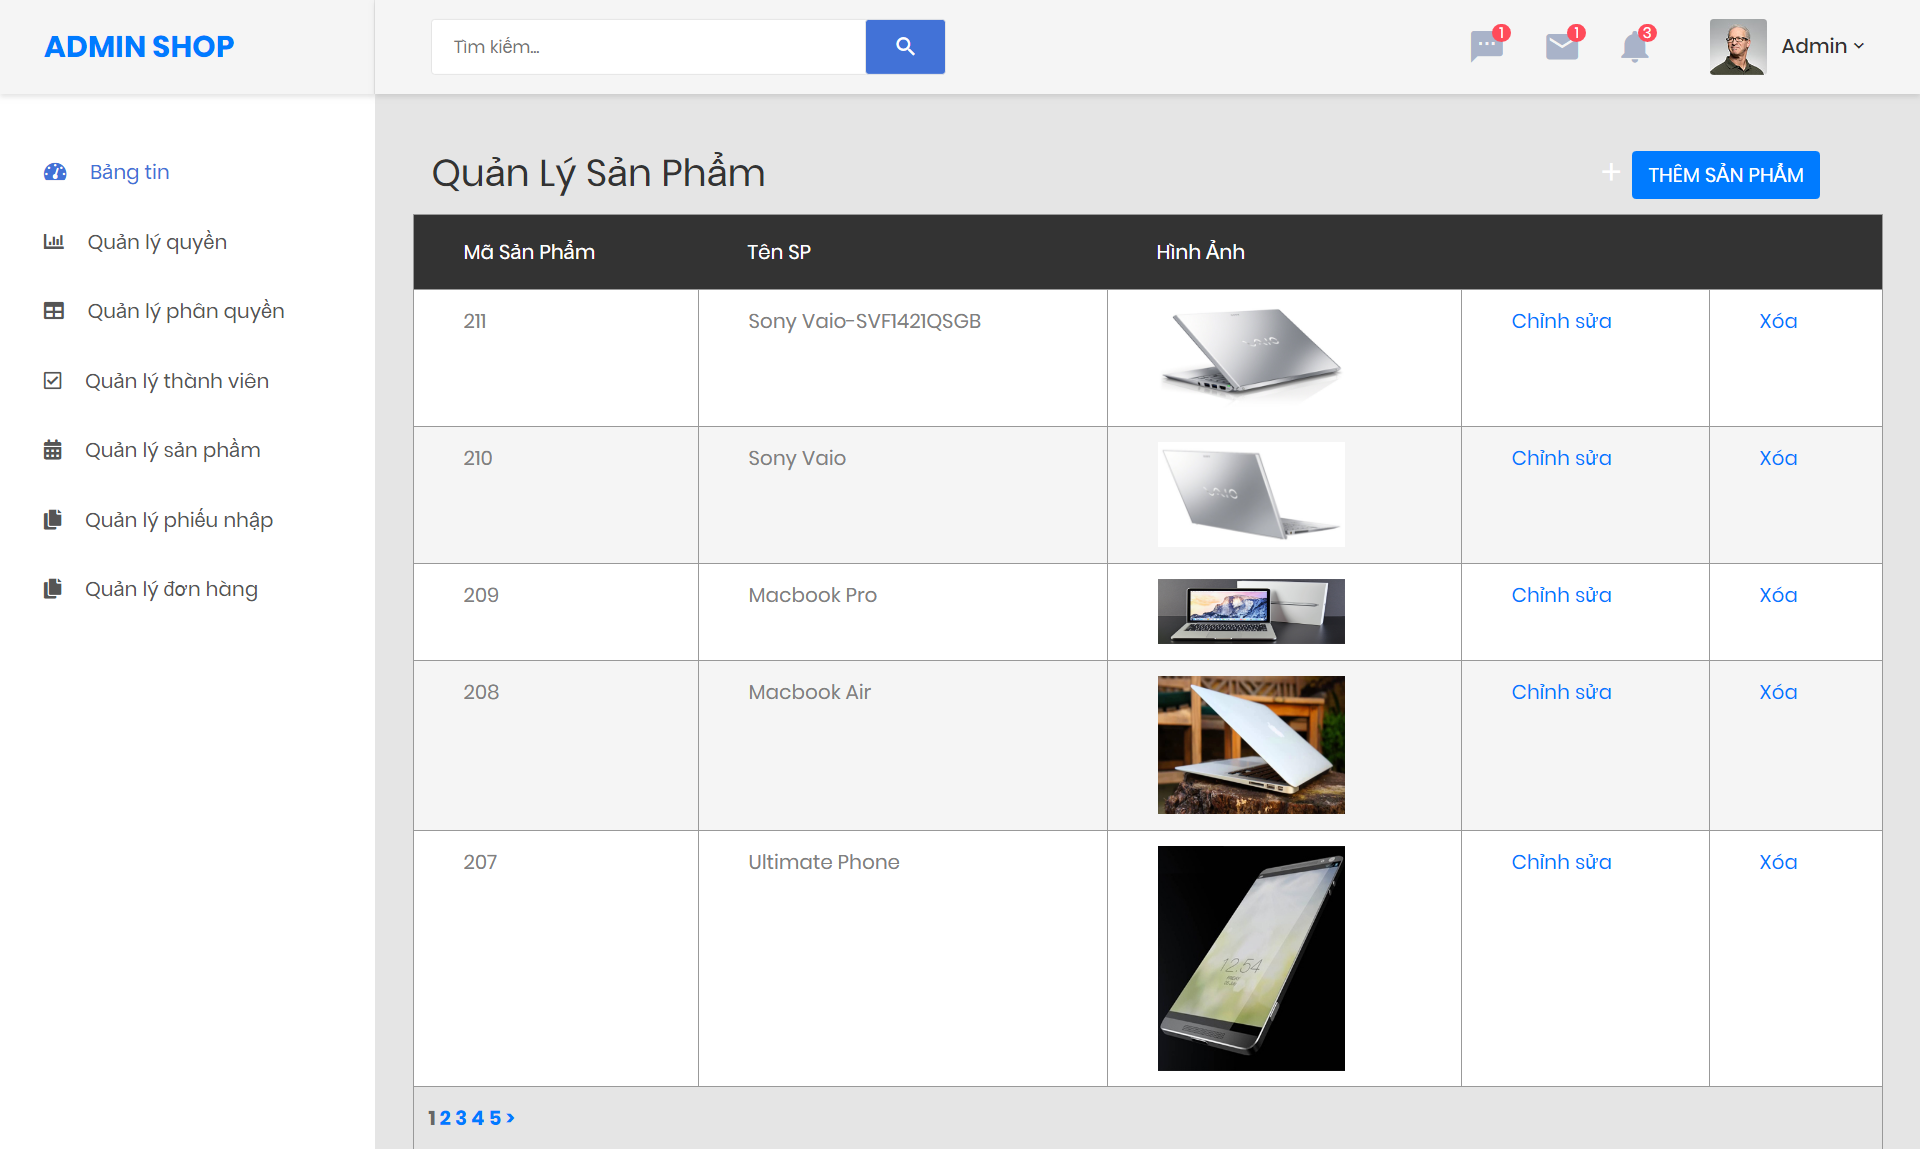 ADMIN SHOP
Tìm kiếm...
1
1
3
Admin
Bảng tin
Quản lý quyền
Quản lý phân quyền
Quản lý thành viên
Quản lý sản phẩm
Quản lý phiếu nhập
Quản lý đơn hàng
Quản Lý Sản Phẩm
+ THÊM SẢN PHẨM
Mã Sản Phẩm Tên SP Hình Ảnh
211 Sony Vaio-SVF1421QSGB VAIO Chỉnh sửa Xóa
210 Sony Vaio VAIO Chỉnh sửa Xóa
209 Macbook Pro Chỉnh sửa Xóa
208 Macbook Air Chỉnh sửa Xóa
207 Ultimate Phone Chỉnh sửa Xóa
12:54
1 2 3 4 5 >